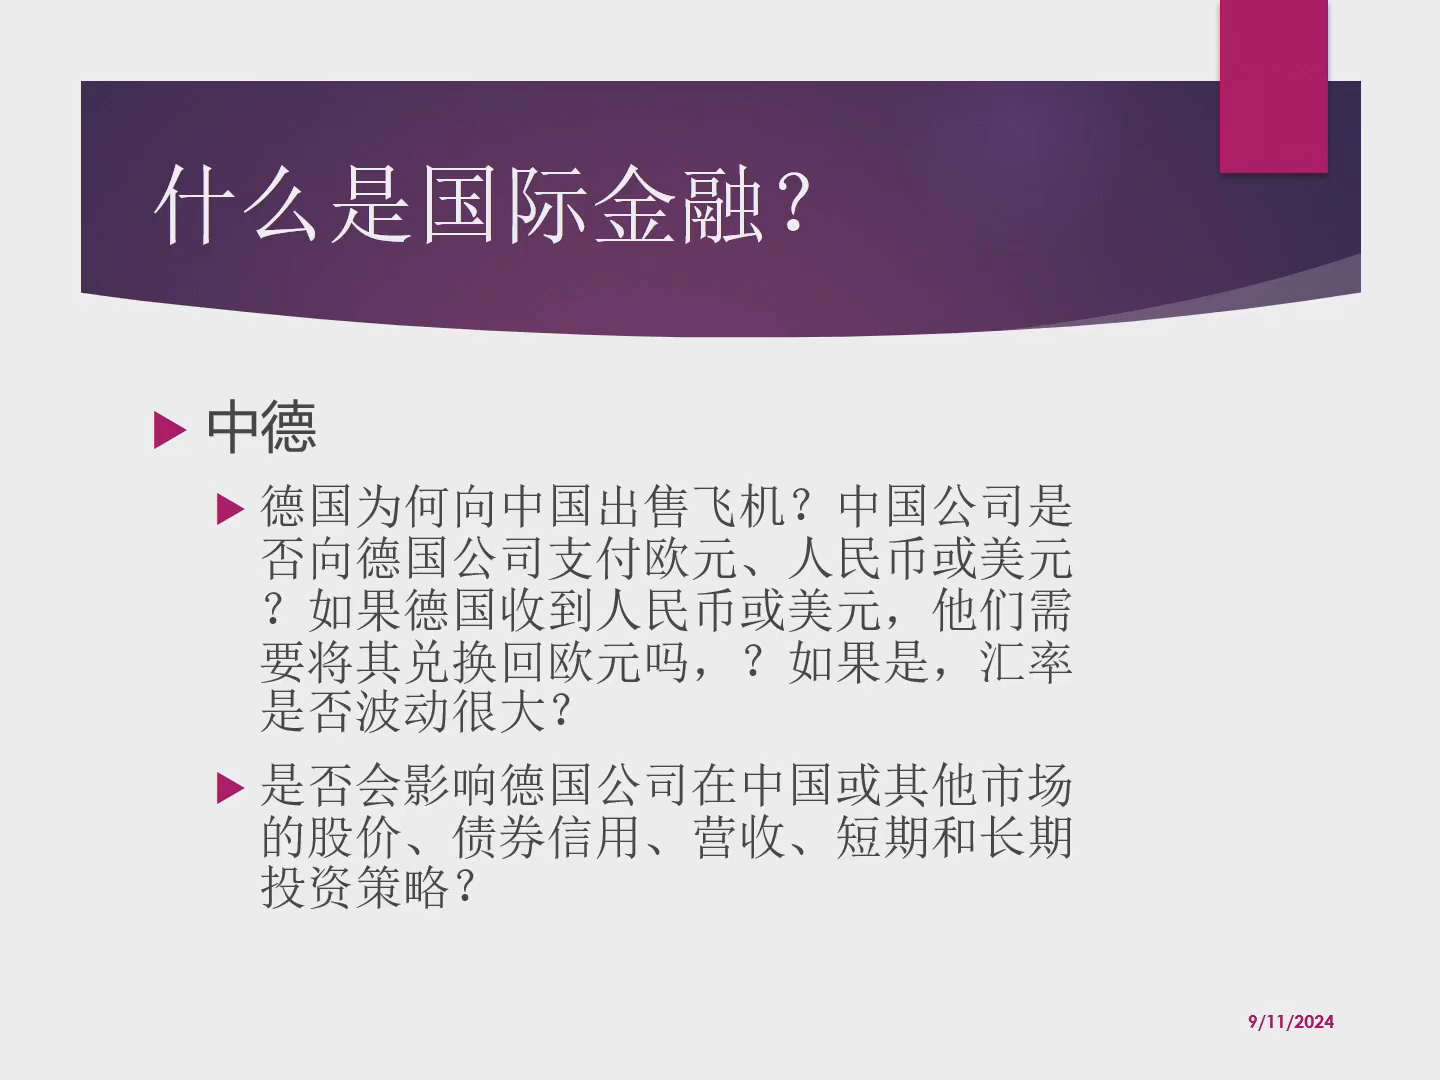 什么是国际金融？
中德
德国为何向中国出售飞机？中国公司是
否向德国公司支付欧元、人民币或美元
？如果德国收到人民币或美元，他们需
要将其兑换回欧元吗，？如果是，汇率
是否波动很大？
是否会影响德国公司在中国或其他市场
的股价、债券信用、营收、短期和长期
投资策略？
9/11/2024